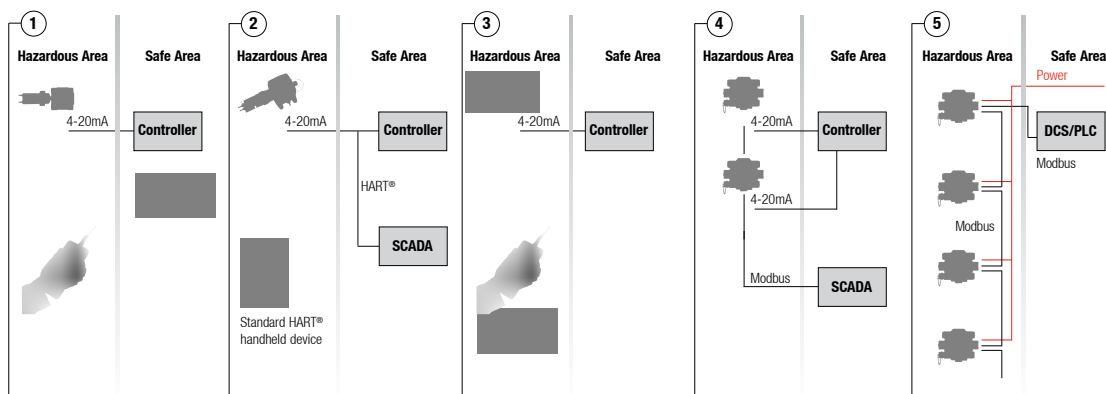 1
Hazardous Area
Safe Area
4-20mA
Controller
2
Hazardous Area
Safe Area
4-20mA
Controller
HART®
SCADA
Standard HART®
handheld device
3
Hazardous Area
Safe Area
4-20mA
Controller
4
Hazardous Area
Safe Area
4-20mA
Controller
4-20mA
Modbus
SCADA
5
Hazardous Area
Safe Area
Power
DCS/PLC
Modbus
Modbus